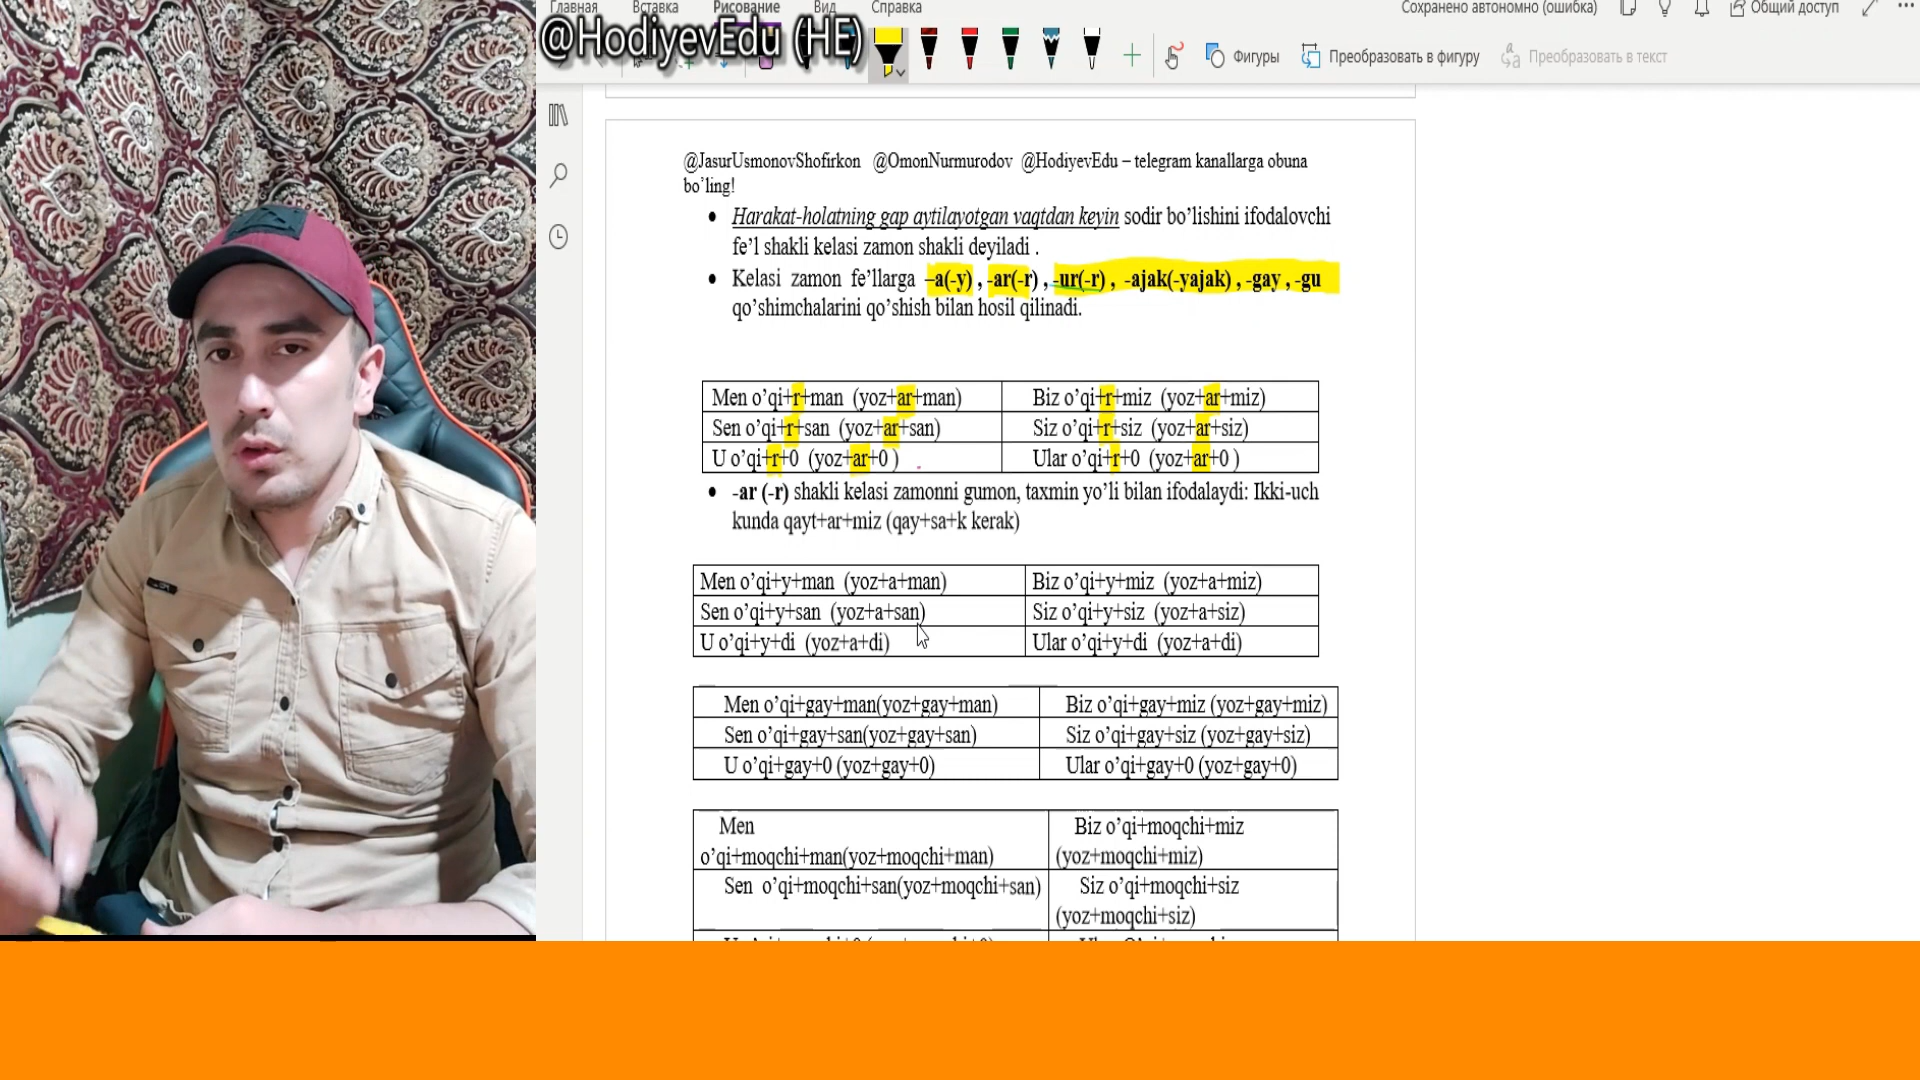 Главная Вставка Рисование Вид Справка Сохранено автономно (ошибка) Общий доступ
@HodiyevEdu (HE) Фигуры Преобразовать в фигуру Преобразовать в текст
@JasurUsmonovShofirkon @OmonNurmurodov @HodiyevEdu – telegram kanallarga obuna
bo’ling!
• Harakat-holatning gap aytilayotgan vaqtdan keyin sodir bo’lishini ifodalovchi
fe’l shakli kelasi zamon shakli deyiladi .
• Kelasi zamon fe’llarga –a(-y) , -ar(-r) , -ur(-r) , -ajak(-yajak) , -gay , -gu
qo’shimchalarini qo’shish bilan hosil qilinadi.
Men o’qi+r+man (yoz+ar+man) Biz o’qi+r+miz (yoz+ar+miz)
Sen o’qi+r+san (yoz+ar+san) Siz o’qi+r+siz (yoz+ar+siz)
U o’qi+r+0 (yoz+ar+0 ) Ular o’qi+r+0 (yoz+ar+0 )
• -ar (-r) shakli kelasi zamonni gumon, taxmin yo’li bilan ifodalaydi: Ikki-uch
kunda qayt+ar+miz (qay+sa+k kerak)
Men o’qi+y+man (yoz+a+man) Biz o’qi+y+miz (yoz+a+miz)
Sen o’qi+y+san (yoz+a+san) Siz o’qi+y+siz (yoz+a+siz)
U o’qi+y+di (yoz+a+di) Ular o’qi+y+di (yoz+a+di)
Men o’qi+gay+man(yoz+gay+man) Biz o’qi+gay+miz (yoz+gay+miz)
Sen o’qi+gay+san(yoz+gay+san) Siz o’qi+gay+siz (yoz+gay+siz)
U o’qi+gay+0 (yoz+gay+0) Ular o’qi+gay+0 (yoz+gay+0)
Men Biz o’qi+moqchi+miz
o’qi+moqchi+man(yoz+moqchi+man) (yoz+moqchi+miz)
Sen o’qi+moqchi+san(yoz+moqchi+san) Siz o’qi+moqchi+siz
(yoz+moqchi+siz)